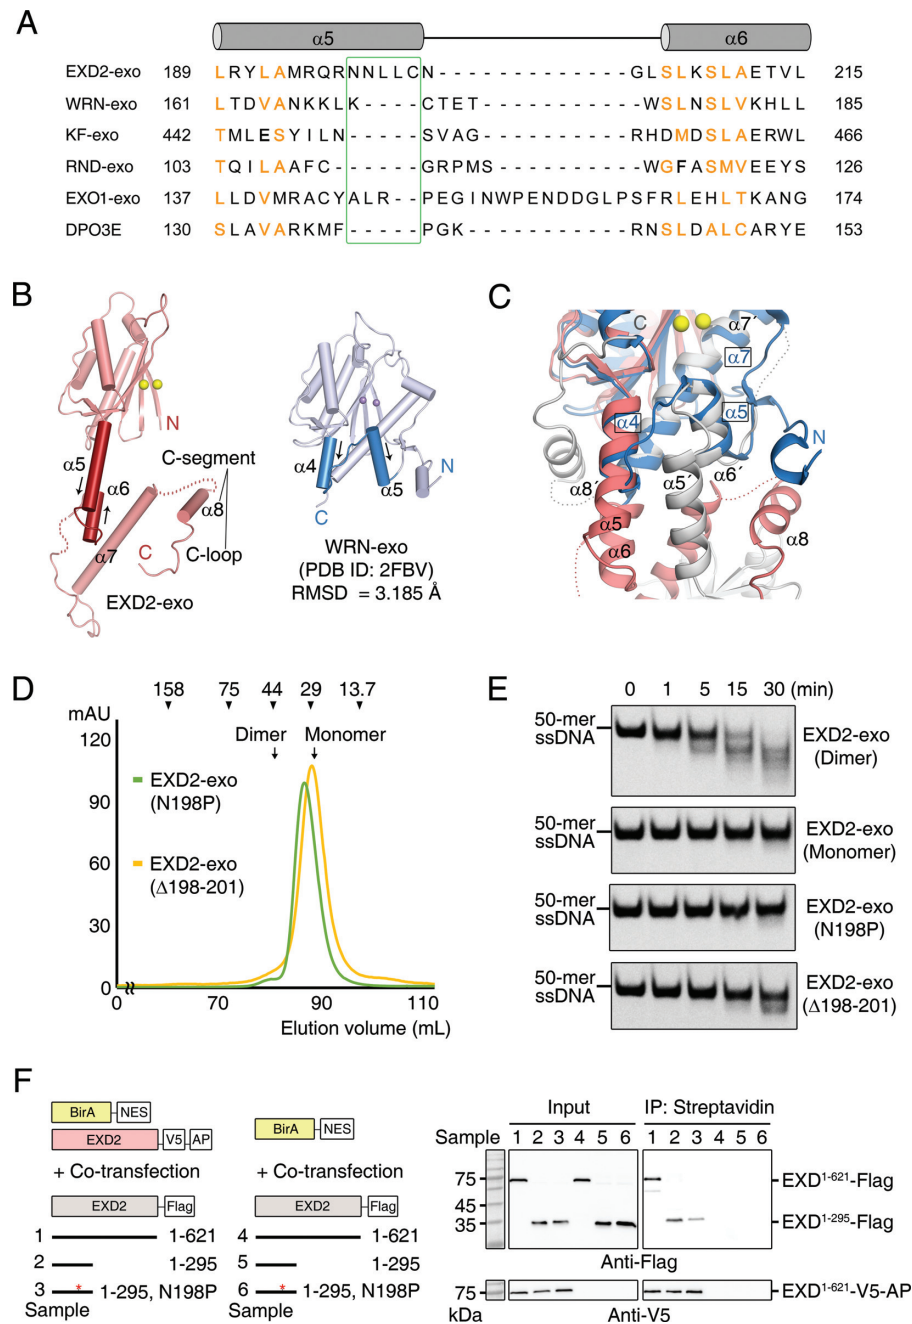 A
α5 α6
EXD2-exo 189 LRYLAMRQRNNLLCN--------------GLSLKSLAETVL 215
WRN-exo 161 LTDVANKKLK----CTET-----------WSLNSLVKHLL 185
KF-exo 442 TMLESYILN-----SVAG----------RHDMDSLAERWL 466
RND-exo 103 TQILAAFC------GRPMS----------WGFASMVEEYS 126
EXO1-exo 137 LLDVMRACYALR--PEGINWPENDDGLPSFRLEHLTKANG 174
DPO3E 130 SLAVARKMF-----PGK-----------RNSLDALCARYE 153
B
N
α5
α6
C-segment
α8
α7
C
C-loop
EXD2-exo
α4
α5
N
C
WRN-exo
(PDB ID: 2FBV)
RMSD = 3.185 Å
C
C
α7´
α7
α4
α5
N
α8´
α5´
α6´
α5
α6
α8
D
158 75 44 29 13.7
mAU
Dimer Monomer
120
90
60
30
0
EXD2-exo
(N198P)
EXD2-exo
(Δ198-201)
0 70 90 110
Elution volume (mL)
E
0 1 5 15 30 (min)
50-mer
ssDNA
EXD2-exo
(Dimer)
50-mer
ssDNA
EXD2-exo
(Monomer)
50-mer
ssDNA
EXD2-exo
(N198P)
50-mer
ssDNA
EXD2-exo
(Δ198-201)
F
BirA NES
EXD2 V5 AP
+ Co-transfection
EXD2 Flag
1 1-621
2 1-295
3 * 1-295, N198P
Sample
BirA NES
+ Co-transfection
EXD2 Flag
4 1-621
5 1-295
6 * 1-295, N198P
Sample
Input IP: Streptavidin
Sample 1 2 3 4 5 6 1 2 3 4 5 6
75
45
35
EXD1-621-Flag
EXD1-295-Flag
Anti-Flag
75
EXD1-621-V5-AP
kDa
Anti-V5